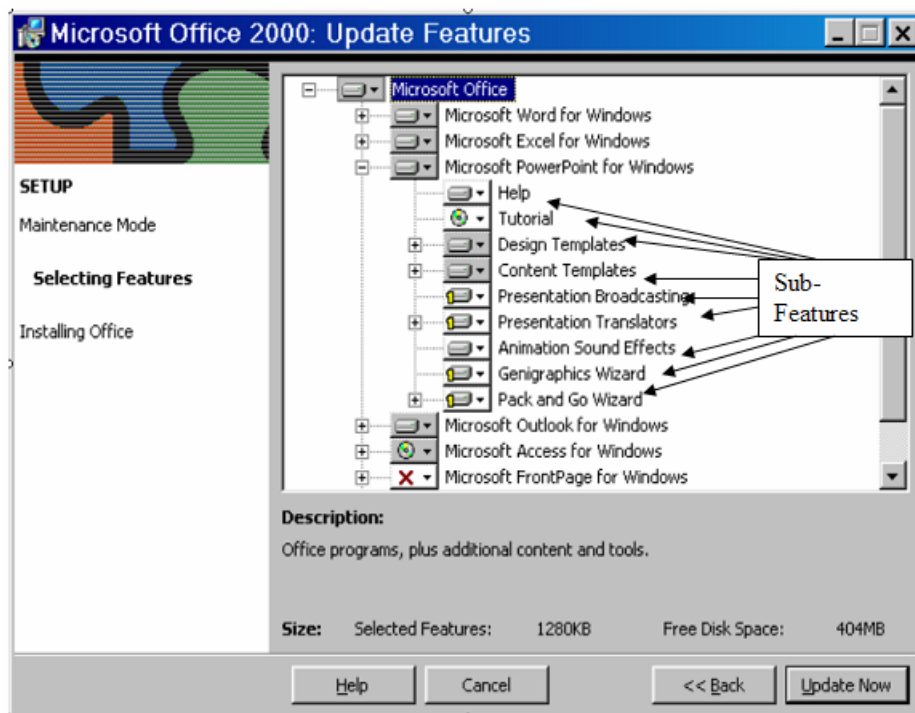 Microsoft Office 2000: Update Features
SETUP
Maintenance Mode
Selecting Features
Installing Office
Microsoft Office
Microsoft Word for Windows
Microsoft Excel for Windows
Microsoft PowerPoint for Windows
Help
Tutorial
Design Templates
Content Templates
Presentation Broadcasting
Presentation Translators
Animation Sound Effects
Genigraphics Wizard
Pack and Go Wizard
Microsoft Outlook for Windows
Microsoft Access for Windows
Microsoft FrontPage for Windows
Sub-
Features
Description:
Office programs, plus additional content and tools.
Size: Selected Features: 1280KB Free Disk Space: 404MB
Help Cancel << Back Update Now